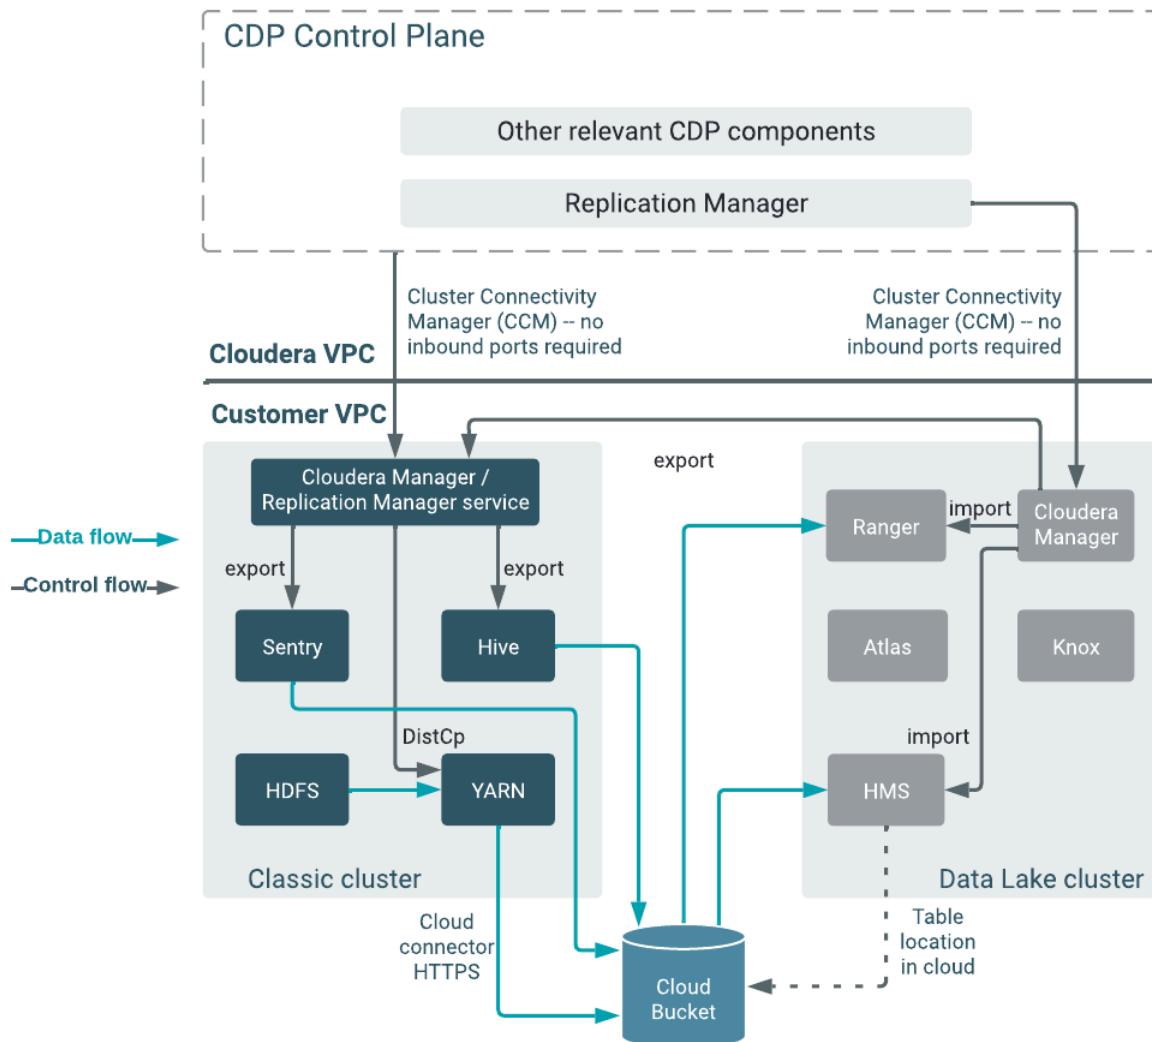 CDP Control Plane
Other relevant CDP components
Replication Manager
Cluster Connectivity
Manager (CCM) -- no
inbound ports required
Cluster Connectivity
Manager (CCM) -- no
inbound ports required
Cloudera VPC
Customer VPC
export
Cloudera Manager /
Replication Manager service
Ranger
import
Cloudera
Manager
Data flow
Control flow
export
export
Sentry
Hive
Atlas
Knox
DistCp
import
HDFS
YARN
HMS
Classic cluster
Data Lake cluster
Cloud
connector
HTTPS
Table
location
in cloud
Cloud
Bucket